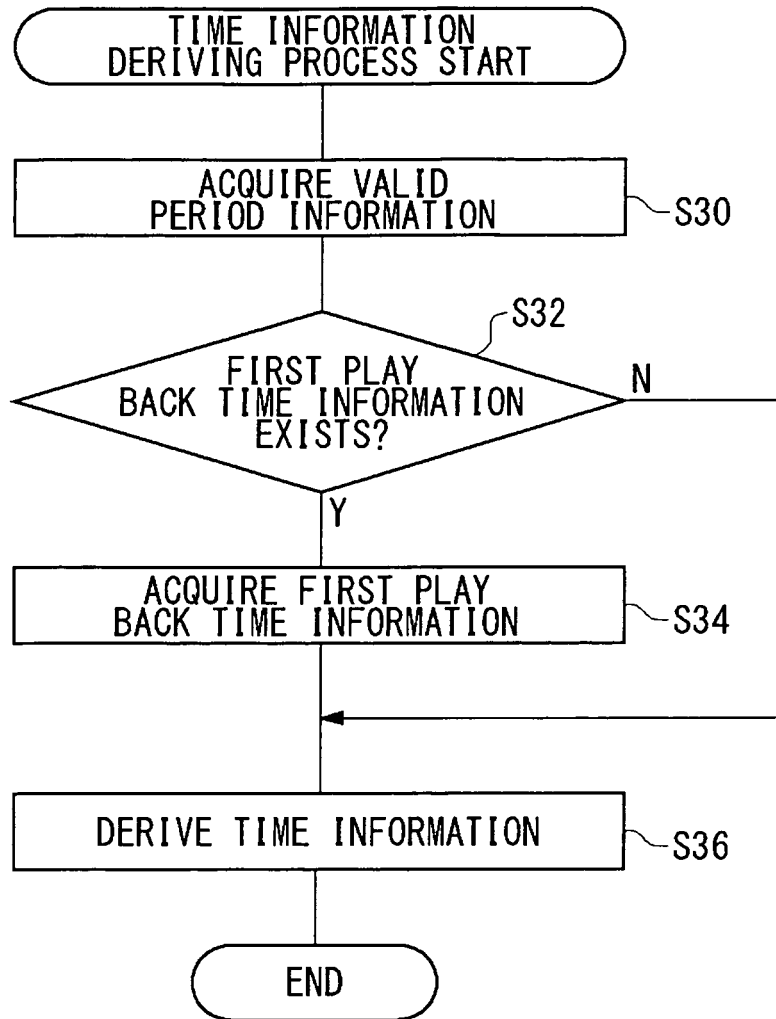 TIME INFORMATION
DERIVING PROCESS START
ACQUIRE VALID
PERIOD INFORMATION
S30
S32
FIRST PLAY
BACK TIME INFORMATION
EXISTS?
N
Y
ACQUIRE FIRST PLAY
BACK TIME INFORMATION
S34
DERIVE TIME INFORMATION
S36
END